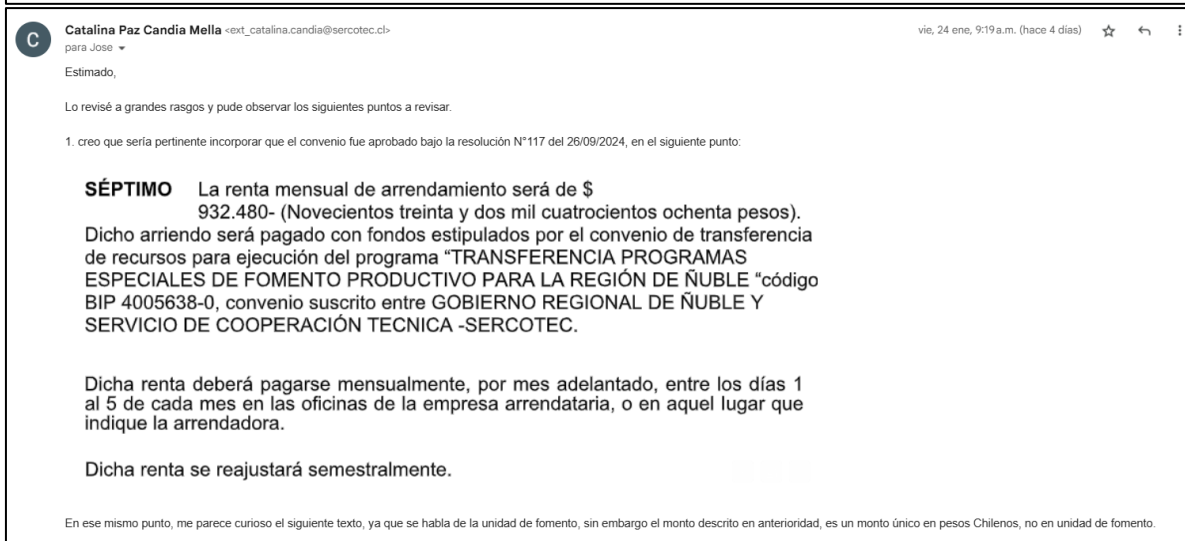 C
Catalina Paz Candia Mella <ext_catalina.candia@sercotec.cl>
vie, 24 ene, 9:19 a.m. (hace 4 días)
para Jose
Estimado,
Lo revisé a grandes rasgos y pude observar los siguientes puntos a revisar.
1. creo que sería pertinente incorporar que el convenio fue aprobado bajo la resolución N°117 del 26/09/2024, en el siguiente punto:
SÉPTIMO La renta mensual de arrendamiento será de $
932.480- (Novecientos treinta y dos mil cuatrocientos ochenta pesos).
Dicho arriendo será pagado con fondos estipulados por el convenio de transferencia
de recursos para ejecución del programa “TRANSFERENCIA PROGRAMAS
ESPECIALES DE FOMENTO PRODUCTIVO PARA LA REGIÓN DE ÑUBLE “código
BIP 4005638-0, convenio suscrito entre GOBIERNO REGIONAL DE ÑUBLE Y
SERVICIO DE COOPERACIÓN TECNICA -SERCOTEC.
Dicha renta deberá pagarse mensualmente, por mes adelantado, entre los días 1
al 5 de cada mes en las oficinas de la empresa arrendataria, o en aquel lugar que
indique la arrendadora.
Dicha renta se reajustará semestralmente.
En ese mismo punto, me parece curioso el siguiente texto, ya que se habla de la unidad de fomento, sin embargo el monto descrito en anterioridad, es un monto único en pesos Chilenos, no en unidad de fomento.